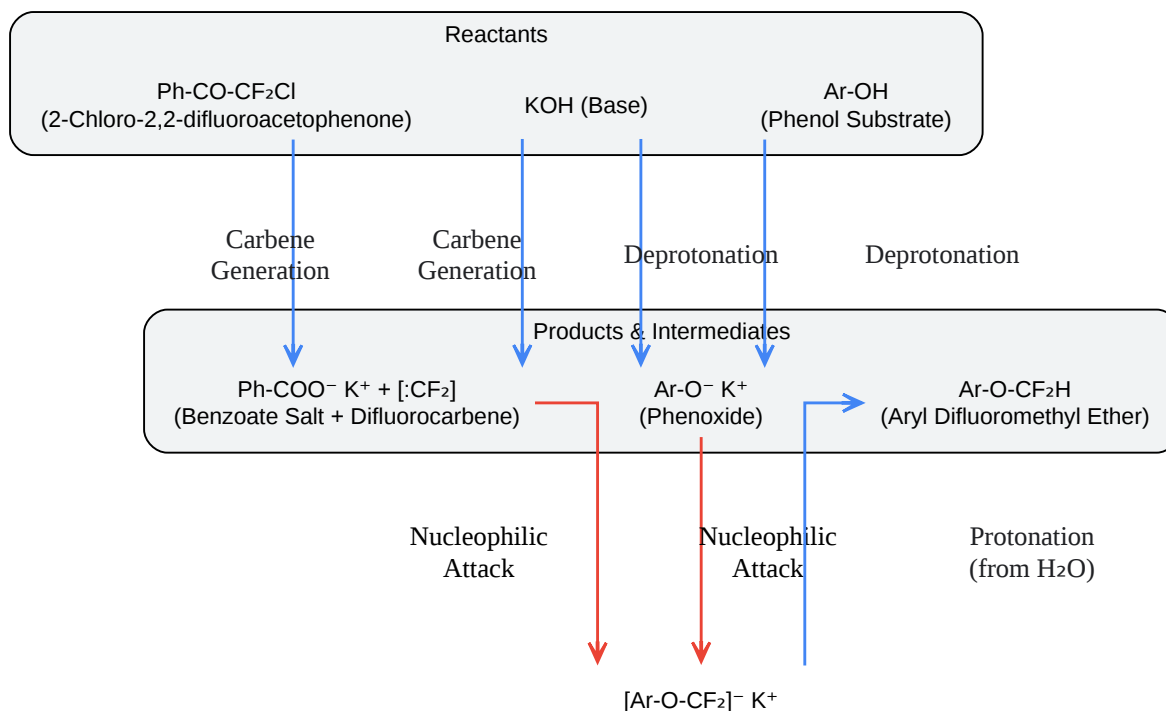 Reactants
Ph-CO-CF₂Cl
(2-Chloro-2,2-difluoroacetophenone)
KOH (Base)
Ar-OH
(Phenol Substrate)
Carbene
Generation
Carbene
Generation
Deprotonation
Deprotonation
Products & Intermediates
Ph-COO⁻ K⁺ + [:CF₂]
(Benzoate Salt + Difluorocarbene)
Ar-O⁻ K⁺
(Phenoxide)
Ar-O-CF₂H
(Aryl Difluoromethyl Ether)
Nucleophilic
Attack
Nucleophilic
Attack
Protonation
(from H₂O)
[Ar-O-CF₂]⁻ K⁺